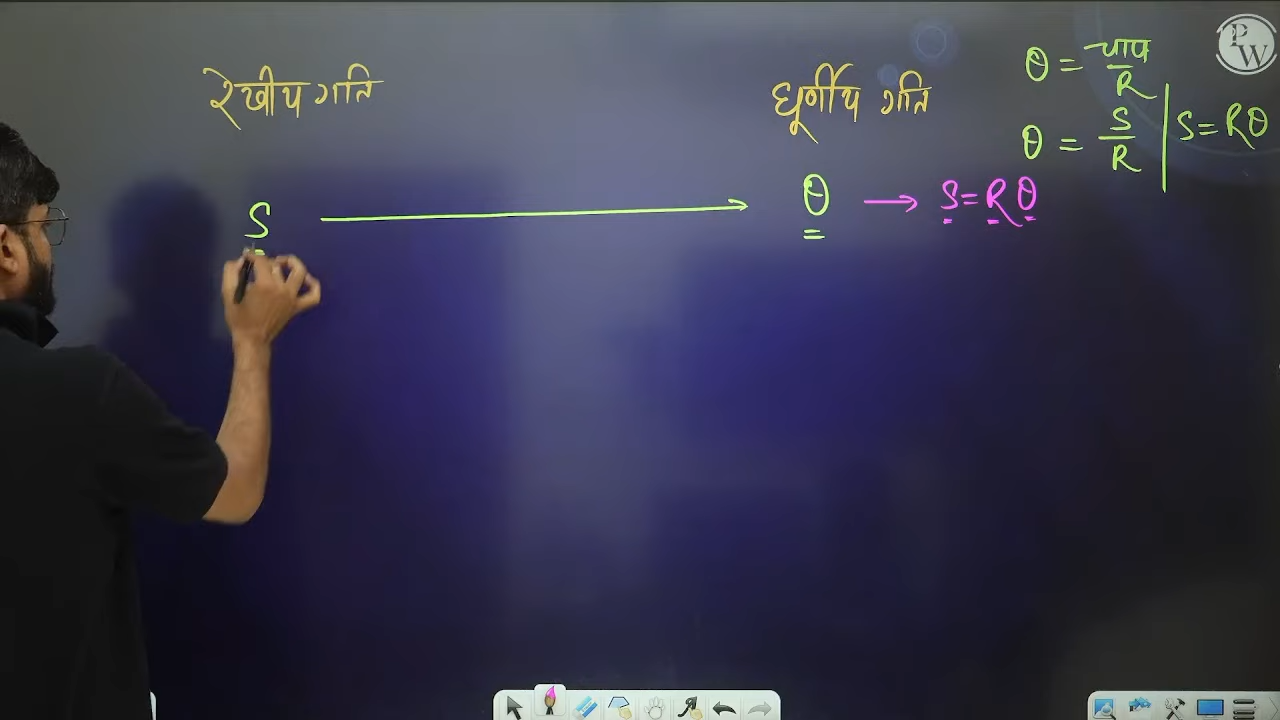 रेखीय गति
घूर्णीय गति
θ = चाप/R
θ = S/R | S = Rθ
S → θ → S = Rθ
PW